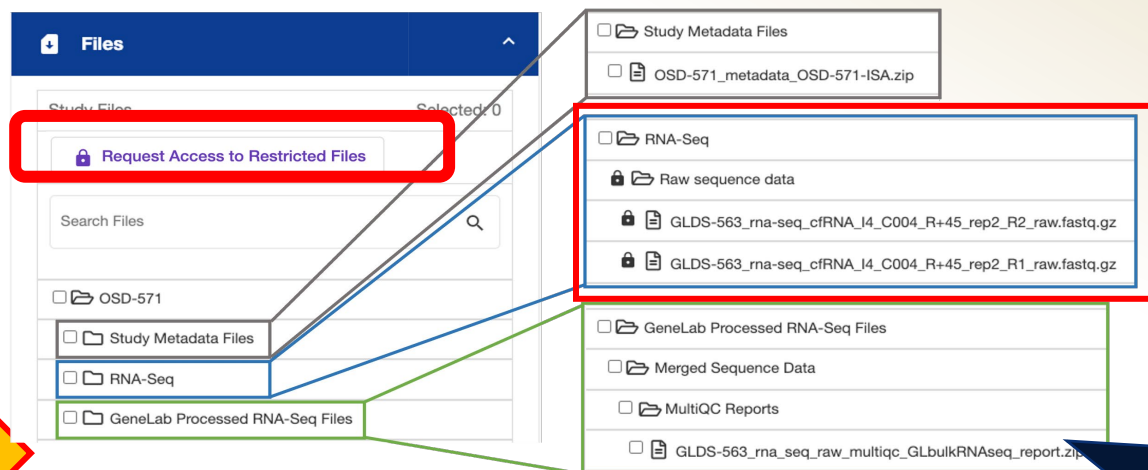 Files
Study Files
Selected: 0
Request Access to Restricted Files
Search Files
OSD-571
Study Metadata Files
RNA-Seq
GeneLab Processed RNA-Seq Files
Study Metadata Files
OSD-571_metadata_OSD-571-ISA.zip
RNA-Seq
Raw sequence data
GLDS-563_rna-seq_cfRNA_I4_C004_R+45_rep2_R2_raw.fastq.gz
GLDS-563_rna-seq_cfRNA_I4_C004_R+45_rep2_R1_raw.fastq.gz
GeneLab Processed RNA-Seq Files
Merged Sequence Data
MultiQC Reports
GLDS-563_rna_seq_raw_multiqc_GLbulkRNAseq_report.zip